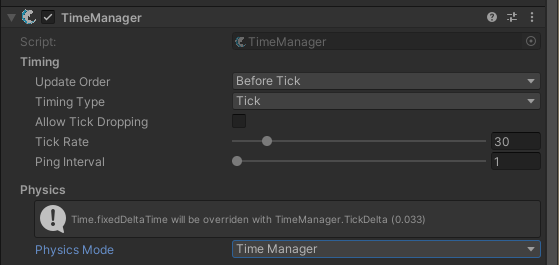 TimeManager
Script:
TimeManager
Timing
Update Order
Before Tick
Timing Type
Tick
Allow Tick Dropping
Tick Rate
30
Ping Interval
1
Physics
Time.fixedDeltaTime will be overriden with TimeManager.TickDelta (0.033)
Physics Mode
Time Manager